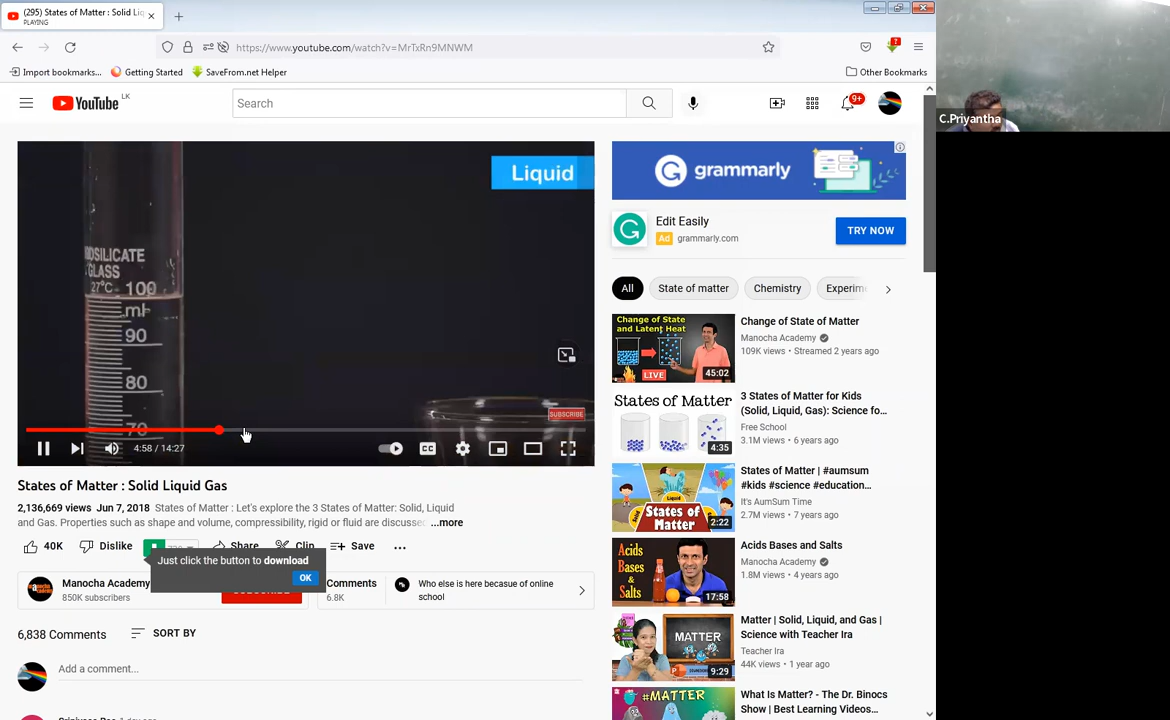 (295) States of Matter : Solid Liq
PLAYING
https://www.youtube.com/watch?v=MrTxRn9MNWM
7
Import bookmarks...
Getting Started
SaveFrom.net Helper
Other Bookmarks
YouTube
LK
Search
9+
C.Priyantha
Liquid
GLASS
27°C 100
ml
90
80
70
SUBSCRIBE
4:58 / 14:27
CC
grammarly
Edit Easily
Ad grammarly.com
TRY NOW
All
State of matter
Chemistry
Experime
Change of State and Latent Heat
LIVE
45:02
Change of State of Matter
Manocha Academy
109K views • Streamed 2 years ago
States of Matter
4:35
3 States of Matter for Kids
(Solid, Liquid, Gas): Science fo...
Free School
3.1M views • 6 years ago
Liquid
States of Matter
2:22
States of Matter | #aumsum
#kids #science #education...
It's AumSum Time
2.7M views • 7 years ago
Acids Bases & Salts
17:58
Acids Bases and Salts
Manocha Academy
1.8M views • 4 years ago
MATTER
9:29
Matter | Solid, Liquid, and Gas |
Science with Teacher Ira
Teacher Ira
44K views • 1 year ago
#MATTER
What Is Matter? - The Dr. Binocs
Show | Best Learning Videos...
States of Matter : Solid Liquid Gas
2,136,669 views Jun 7, 2018 States of Matter : Let's explore the 3 States of Matter: Solid, Liquid
and Gas. Properties such as shape and volume, compressibility, rigid or fluid are discusse ...more
40K
Dislike
Share
Clip
Save
Just click the button to download
OK
Manocha Academy
850K subscribers
Comments
6.8K
Who else is here becasue of online
school
6,838 Comments
SORT BY
Add a comment...